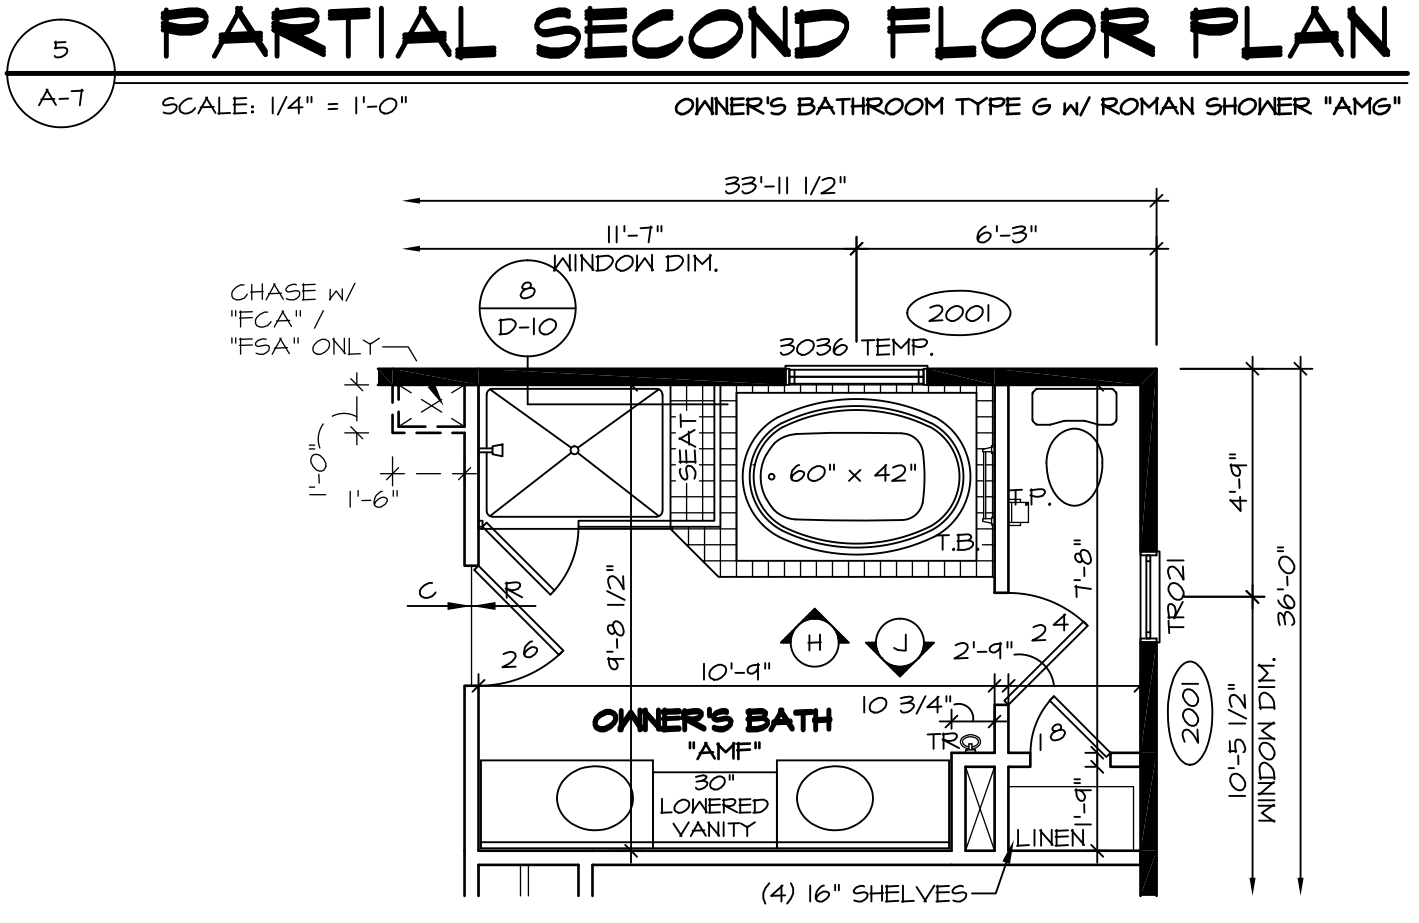 PARTIAL SECOND FLOOR PLAN
5
A-7
SCALE: 1/4" = 1'-0"
OWNER'S BATHROOM TYPE G W/ ROMAN SHOWER "AMG"
33'-11 1/2"
11'-7"
WINDOW DIM.
6'-3"
8
D-10
2001
CHASE W/
"FCA" /
"FSA" ONLY
3036 TEMP.
1'-0"
1'-6"
SEAT
60" x 42"
T.P.
T.B.
4'-9"
36'-0"
7'-8"
TR021
C
R
9'-8 1/2"
H
J
2 4
2'-9"
2 6
10'-9"
10 3/4"
OWNER'S BATH
"AMF"
TR
1 8
2001
10'-5 1/2"
WINDOW DIM.
30"
LOWERED
VANITY
1'-9"
LINEN
(4) 16" SHELVES